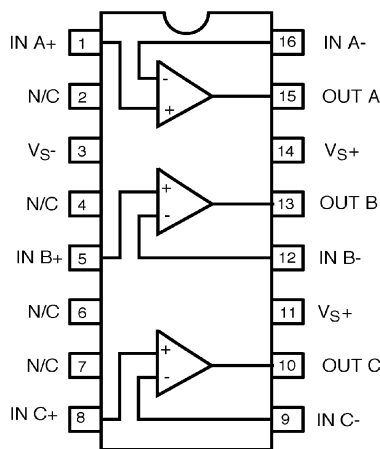 IN A+ 1 16 IN A-
N/C 2 - + 15 OUT A
VS- 3 14 VS+
N/C 4 + 13 OUT B
IN B+ 5 - 12 IN B-
N/C 6 11 VS+
N/C 7 + 10 OUT C
IN C+ 8 - 9 IN C-